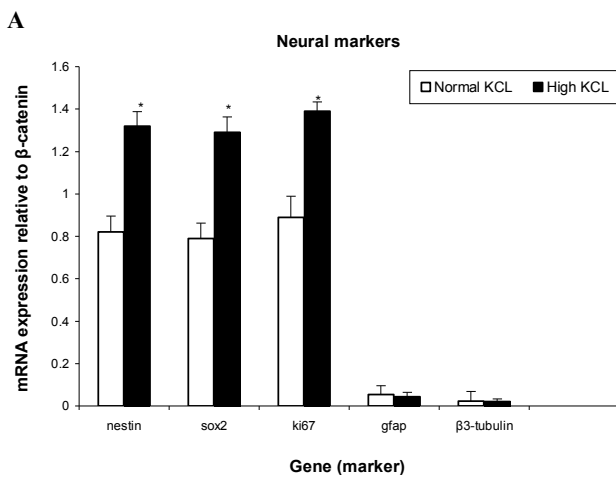 A
Neural markers
Normal KCL High KCL
mRNA expression relative to β-catenin
1.6
1.4
1.2
1
0.8
0.6
0.4
0.2
0
* * *
nestin sox2 ki67 gfap β3-tubulin
Gene (marker)